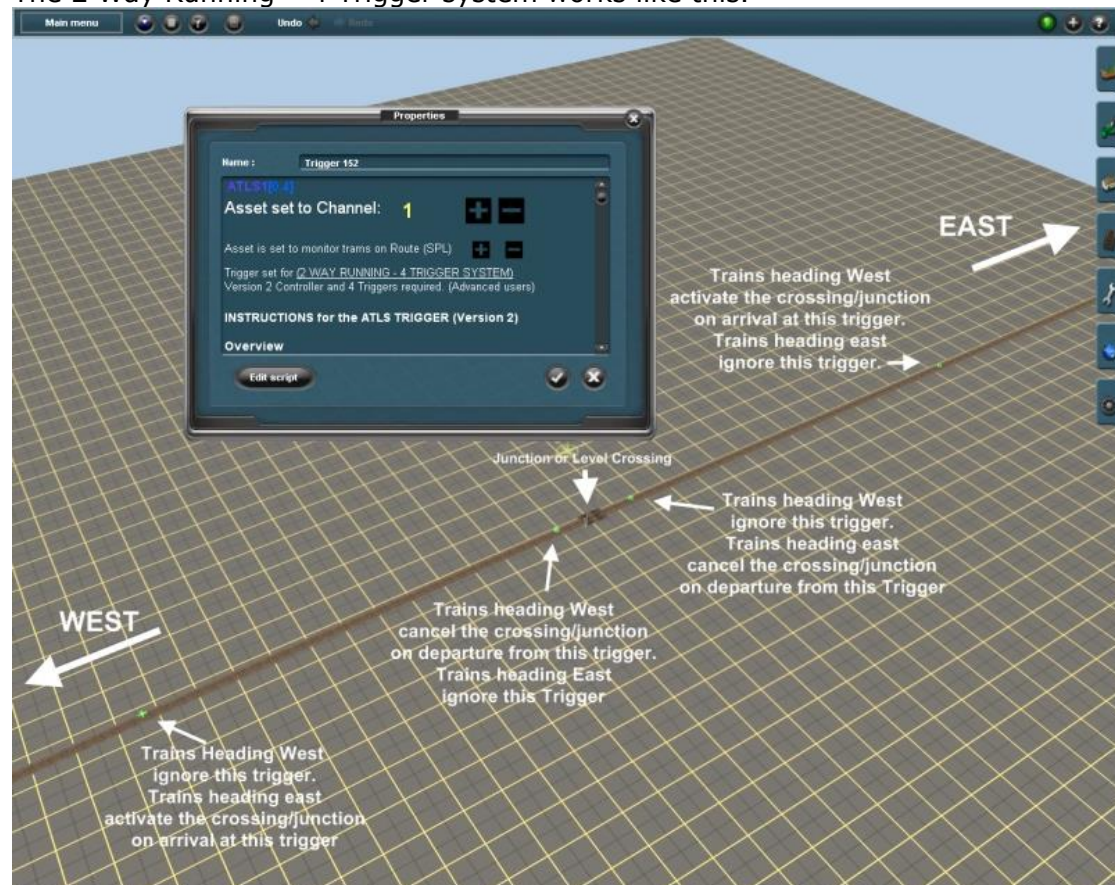 The 2 Way Running – 4 Trigger System works like this:
Main menu
Undo
Redo
Properties
Name :
Trigger 152
ATLS1[0.4]
Asset set to Channel: 1
Asset is set to monitor trams on Route (SPL)
Trigger set for (2 WAY RUNNING - 4 TRIGGER SYSTEM)
Version 2 Controller and 4 Triggers required. (Advanced users)
INSTRUCTIONS for the ATLS TRIGGER (Version 2)
Overview
Edit script
EAST
Trains heading West
activate the crossing/junction
on arrival at this trigger.
Trains heading east
ignore this trigger.
Junction or Level Crossing
Trains heading West
ignore this trigger.
Trains heading east
cancel the crossing/junction
on departure from this Trigger
WEST
Trains heading West
cancel the crossing/junction
on departure from this trigger.
Trains heading East
ignore this Trigger
Trains Heading West
ignore this trigger.
Trains heading east
activate the crossing/junction
on arrival at this trigger